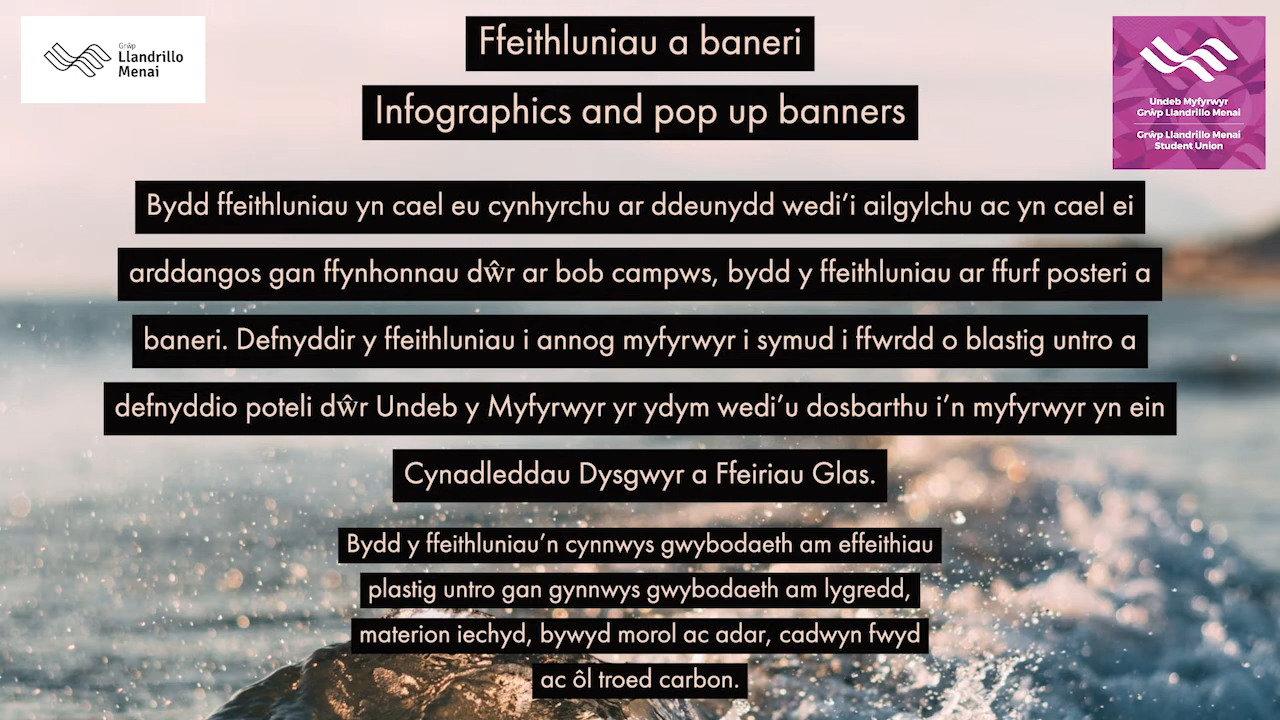 Grŵp
Llandrillo
Menai
Ffeithluniau a baneri
Infographics and pop up banners
Undeb Myfyrwyr
Grŵp Llandrillo Menai
Grŵp Llandrillo Menai
Student Union
Bydd ffeithluniau yn cael eu cynhyrchu ar ddeunydd wedi’i ailgylchu ac yn cael ei
arddangos gan ffynhonnau dŵr ar bob campws, bydd y ffeithluniau ar ffurf posteri a
baneri. Defnyddir y ffeithluniau i annog myfyrwyr i symud i ffwrdd o blastig untro a
defnyddio poteli dŵr Undeb y Myfyrwyr yr ydym wedi’u dosbarthu i’n myfyrwyr yn ein
Cynadleddau Dysgwyr a Ffeiriau Glas.
Bydd y ffeithluniau’n cynnwys gwybodaeth am effeithiau
plastig untro gan gynnwys gwybodaeth am lygredd,
materion iechyd, bywyd morol ac adar, cadwyn fwyd
ac ôl troed carbon.